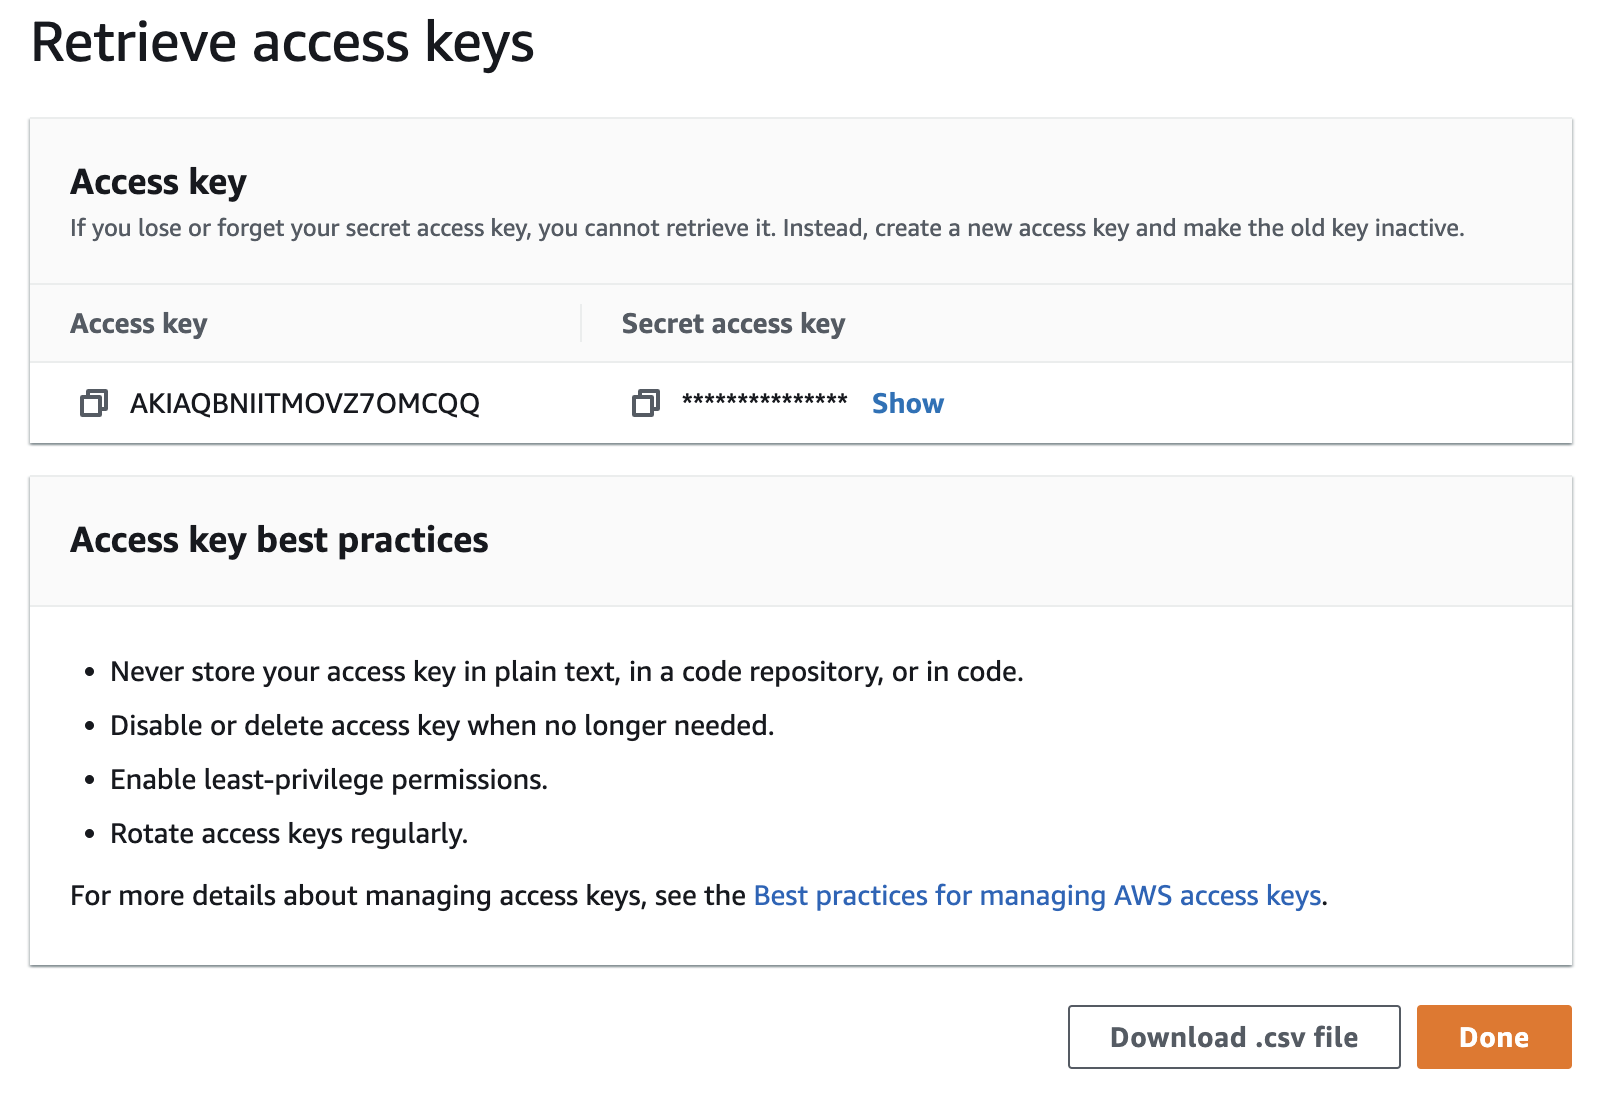 Retrieve access keys
Access key
If you lose or forget your secret access key, you cannot retrieve it. Instead, create a new access key and make the old key inactive.
Access key
Secret access key
AKIAQBNIITMOVZ7OMCQQ
*************** Show
Access key best practices
• Never store your access key in plain text, in a code repository, or in code.
• Disable or delete access key when no longer needed.
• Enable least-privilege permissions.
• Rotate access keys regularly.
For more details about managing access keys, see the Best practices for managing AWS access keys.
Download .csv file
Done